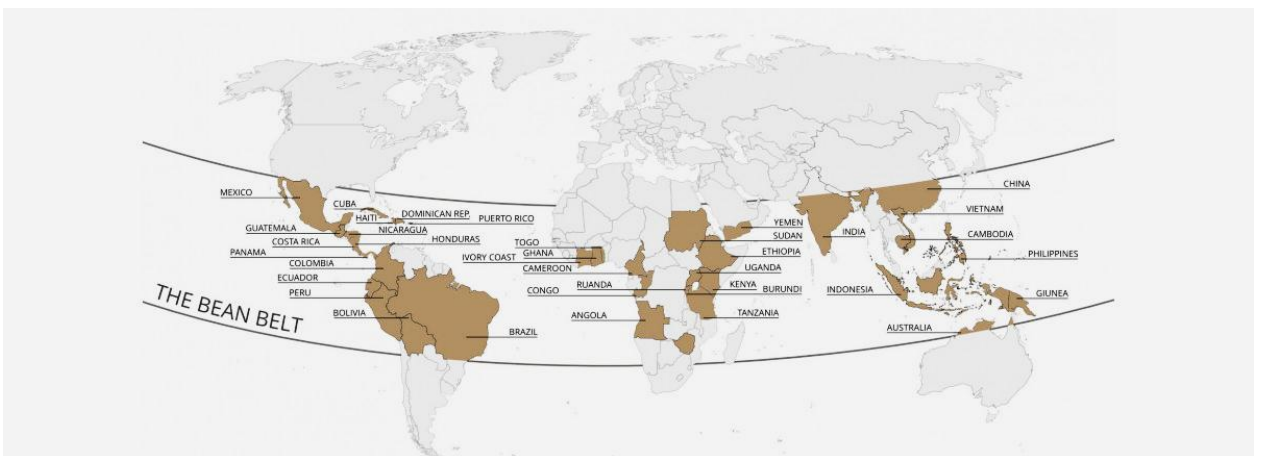 MEXICO
CUBA
HAITI
DOMINICAN REP.
PUERTO RICO
GUATEMALA
NICARAGUA
COSTA RICA
HONDURAS
PANAMA
COLOMBIA
ECUADOR
PERU
BOLIVIA
BRAZIL
THE BEAN BELT
TOGO
GHANA
IVORY COAST
CAMEROON
RUANDA
CONGO
ANGOLA
YEMEN
SUDAN
ETHIOPIA
UGANDA
KENYA
BURUNDI
TANZANIA
INDIA
CHINA
VIETNAM
CAMBODIA
PHILIPPINES
INDONESIA
GIUNEA
AUSTRALIA